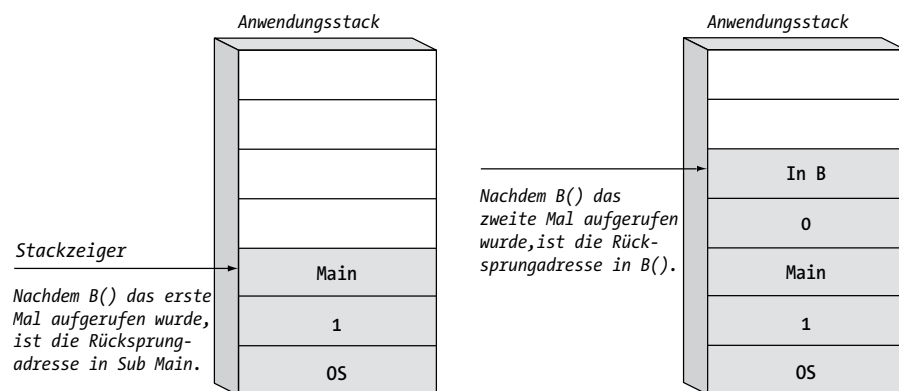 Anwendungsstack
Stackzeiger
Nachdem B() das erste
Mal aufgerufen wurde,
ist die Rücksprung-
adresse in Sub Main.
Main
1
OS
Anwendungsstack
Nachdem B() das
zweite Mal aufgerufen
wurde,ist die Rück-
sprungadresse in B().
In B
0
Main
1
OS